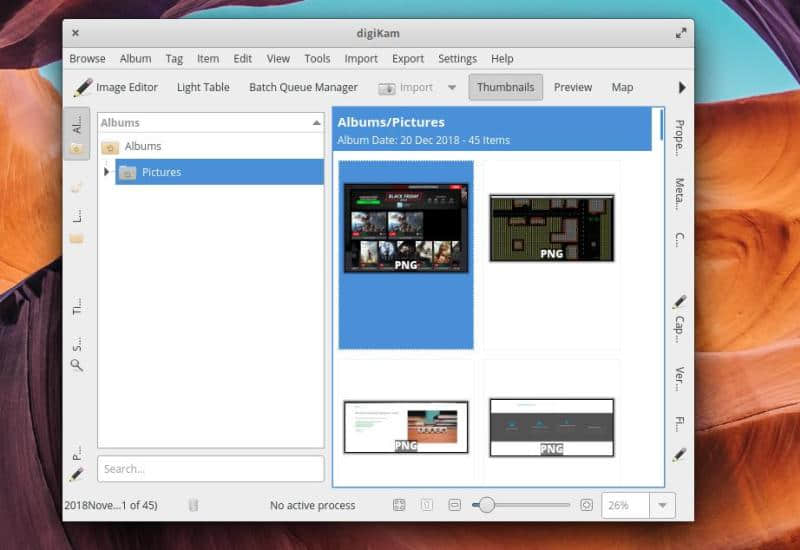 digiKam
Browse Album Tag Item Edit View Tools Import Export Settings Help
Image Editor Light Table Batch Queue Manager Import Thumbnails Preview Map
Al...
L...
Ti...
S...
P...
Albums
Albums
Pictures
Search...
Albums/Pictures
Album Date: 20 Dec 2018 - 45 Items
BLACK FRIDAY
PNG
PNG
PNG
PNG
Prope...
Meta...
C...
Cap...
Ver...
Fi...
2018Nove...1 of 45) No active process 26%